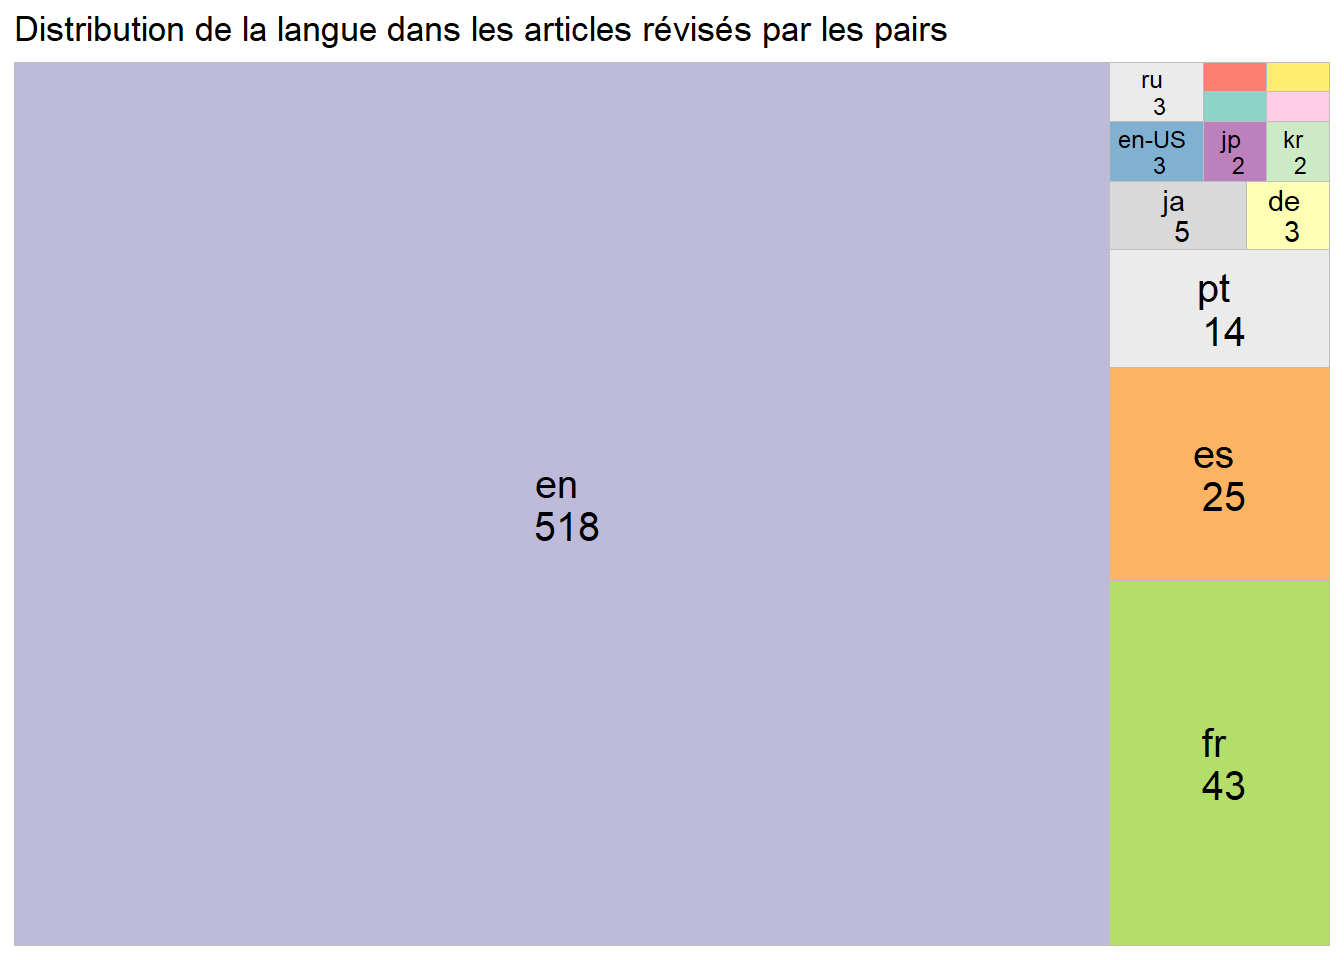 Distribution de la langue dans les articles révisés par les pairs
ru
3
en-US
3
jp
2
kr
2
ja
5
de
3
pt
14
es
25
en
518
fr
43